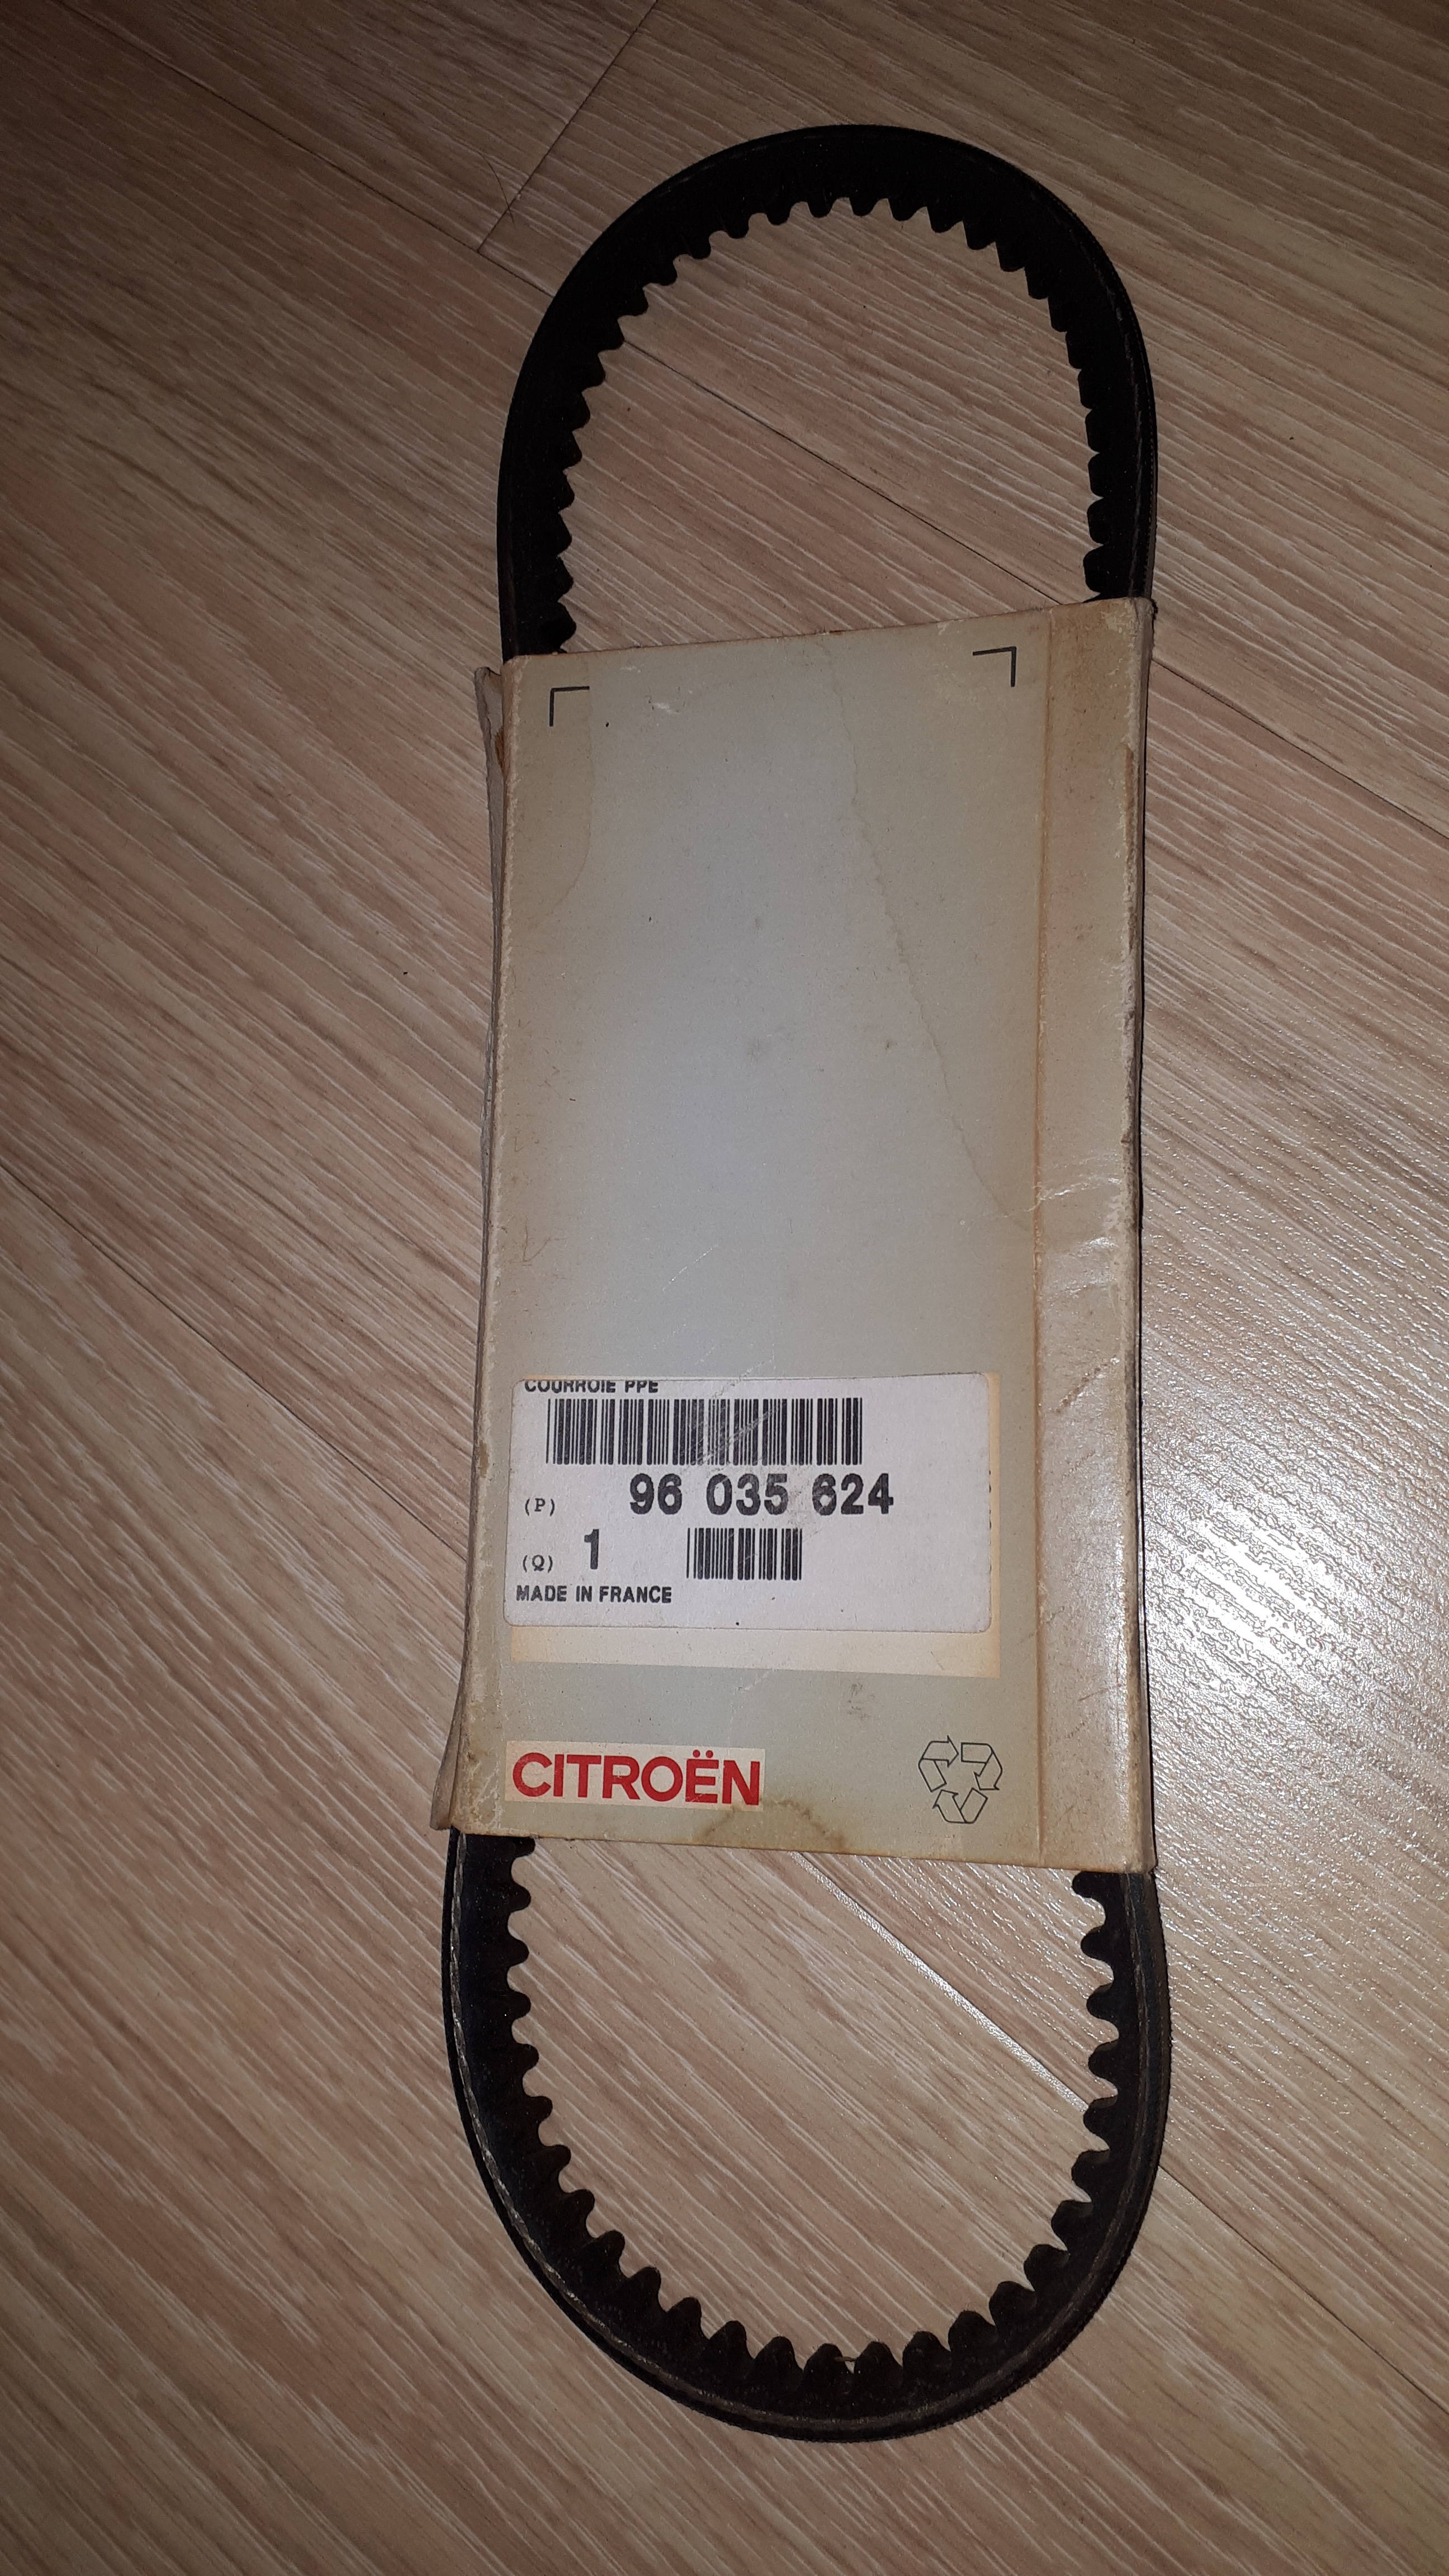 COURROIE PPE
(P) 96 035 624
(Q) 1
MADE IN FRANCE
CITROËN